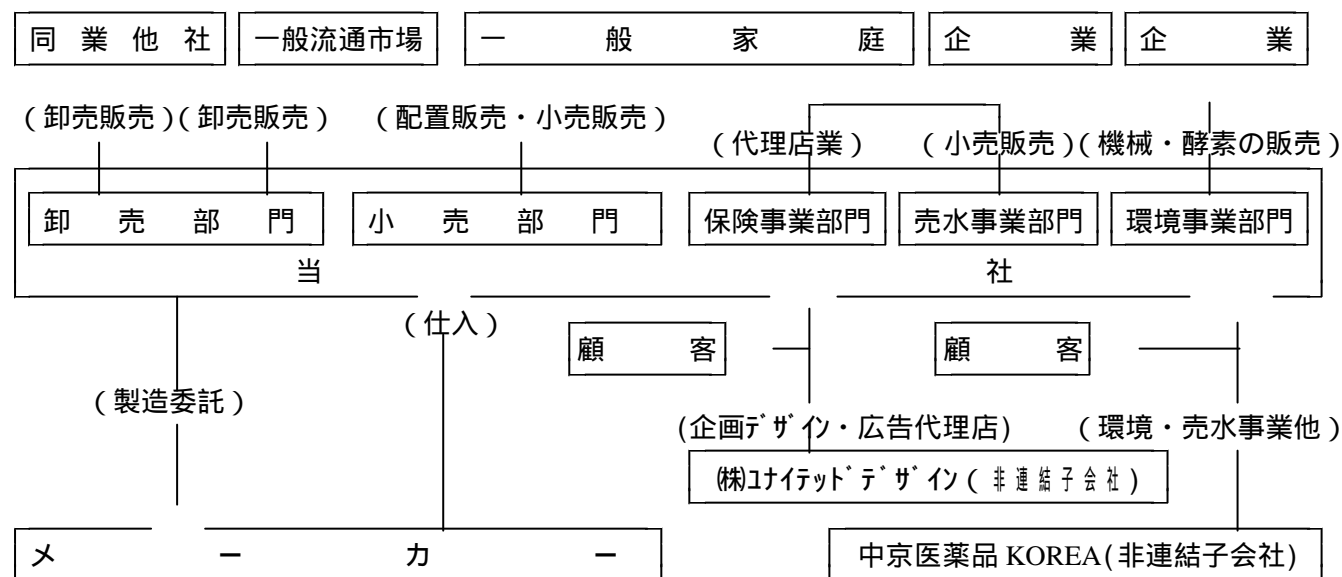 同業他社 一般流通市場 一般家庭 企業 企業
(卸売販売)(卸売販売) (配置販売・小売販売)
(代理店業) (小売販売)(機械・酵素の販売)
卸売部門 小売部門 保険事業部門 売水事業部門 環境事業部門
当社
(仕入)
顧客 顧客
(製造委託)
(企画ﾃﾞｻﾞｲﾝ・広告代理店) (環境・売水事業他)
㈱ﾕﾅｲﾃｯﾄﾞﾃﾞｻﾞｲﾝ(非連結子会社)
メーカー 中京医薬品 KOREA(非連結子会社)